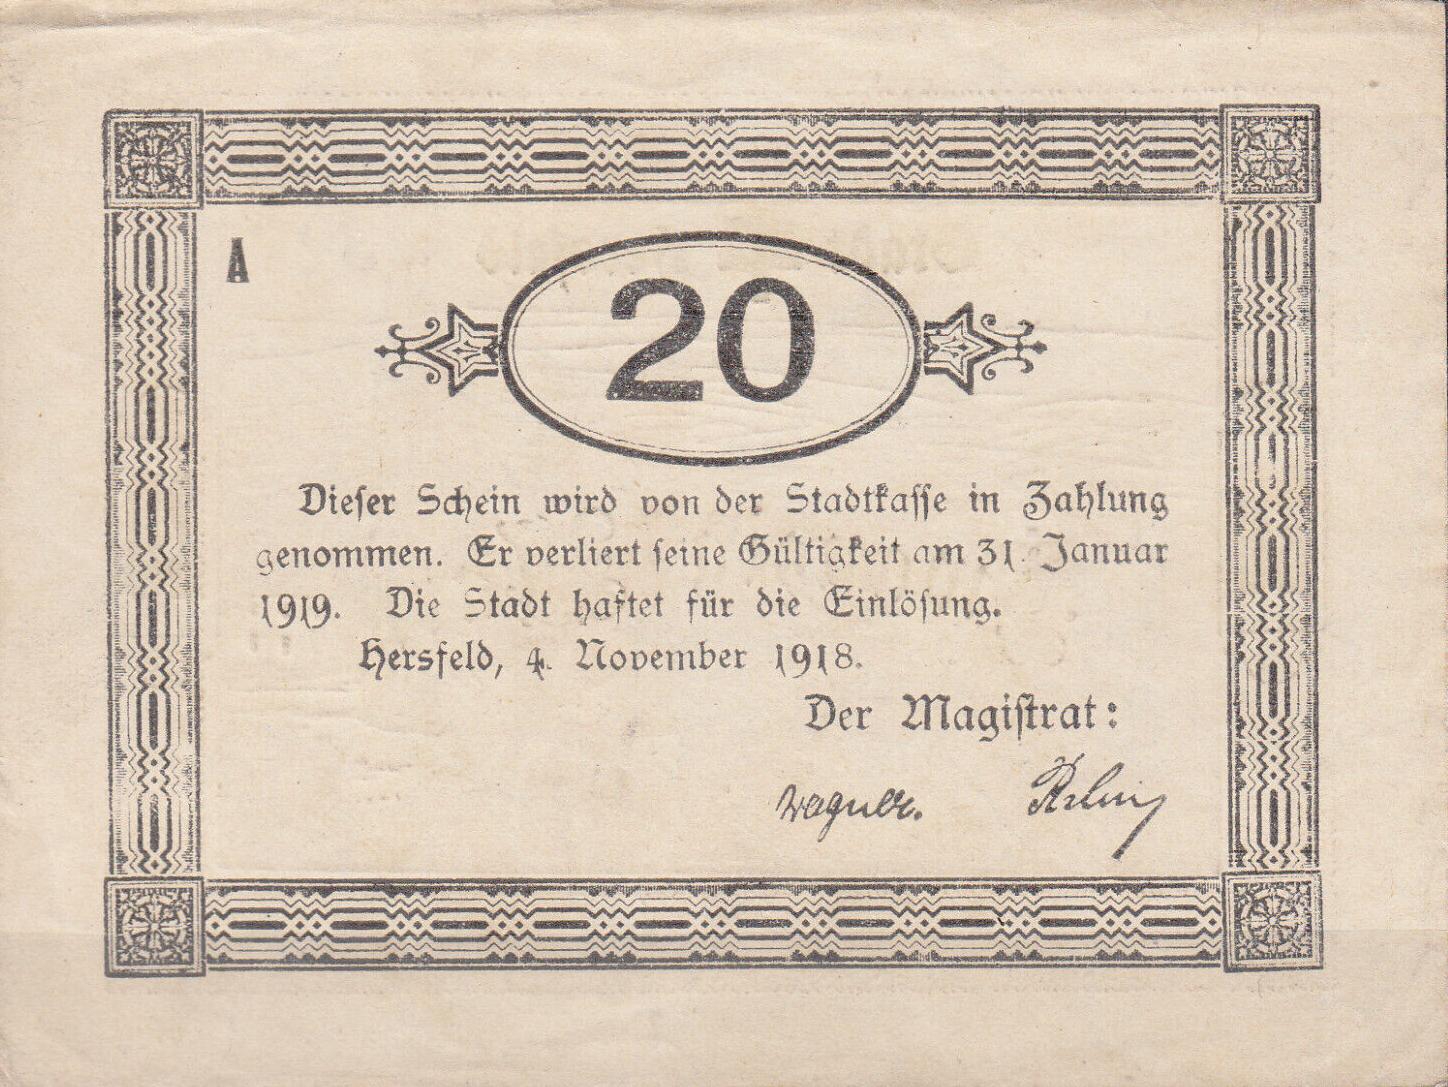 A
20
Dieser Schein wird von der Stadtkasse in Zahlung
genommen. Er verliert seine Gültigkeit am 31. Januar
1919. Die Stadt haftet für die Einlösung.
Hersfeld, 4. November 1918.
Der Magistrat:
Wagner.